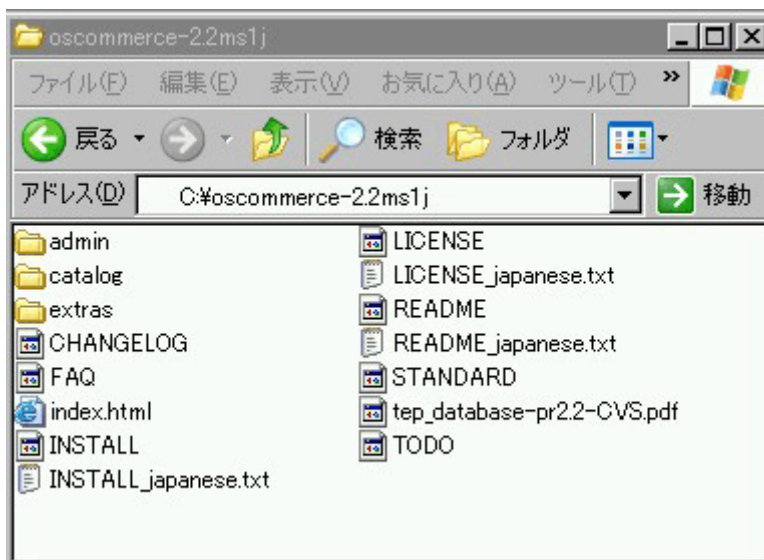 oscommerce-2.2ms1j
ファイル(F) 編集(E) 表示(V) お気に入り(A) ツール(T) »
戻る 検索 フォルダ
アドレス(D) C:¥oscommerce-2.2ms1j 移動
admin
catalog
extras
CHANGELOG
FAQ
index.html
INSTALL
INSTALL_japanese.txt
LICENSE
LICENSE_japanese.txt
README
README_japanese.txt
STANDARD
tep_database-pr2.2-CVS.pdf
TODO